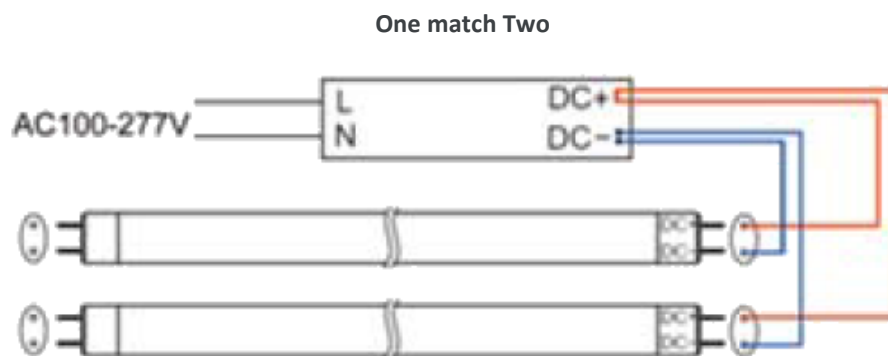 One match Two
L DC+
AC100-277V
N DC-
DC+
DC-
DC+
DC-